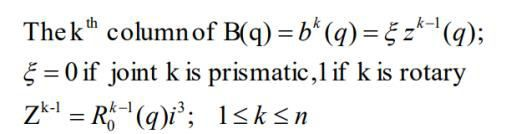 The k^th column of B(q) = b^k(q) = ξ z^{k-1}(q);
ξ = 0 if joint k is prismatic, 1 if k is rotary
Z^{k-1} = R_0^{k-1}(q)i^3; 1 ≤ k ≤ n